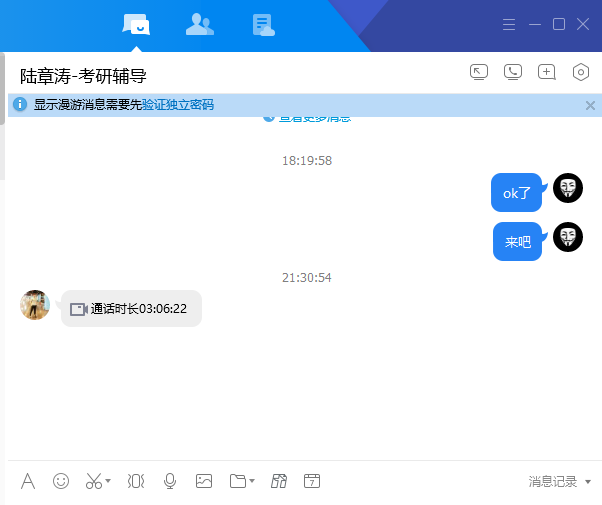 陆章涛-考研辅导
显示漫游消息需要先验证独立密码
查看更多消息
18:19:58
ok了
来吧
21:30:54
通话时长03:06:22
7
消息记录